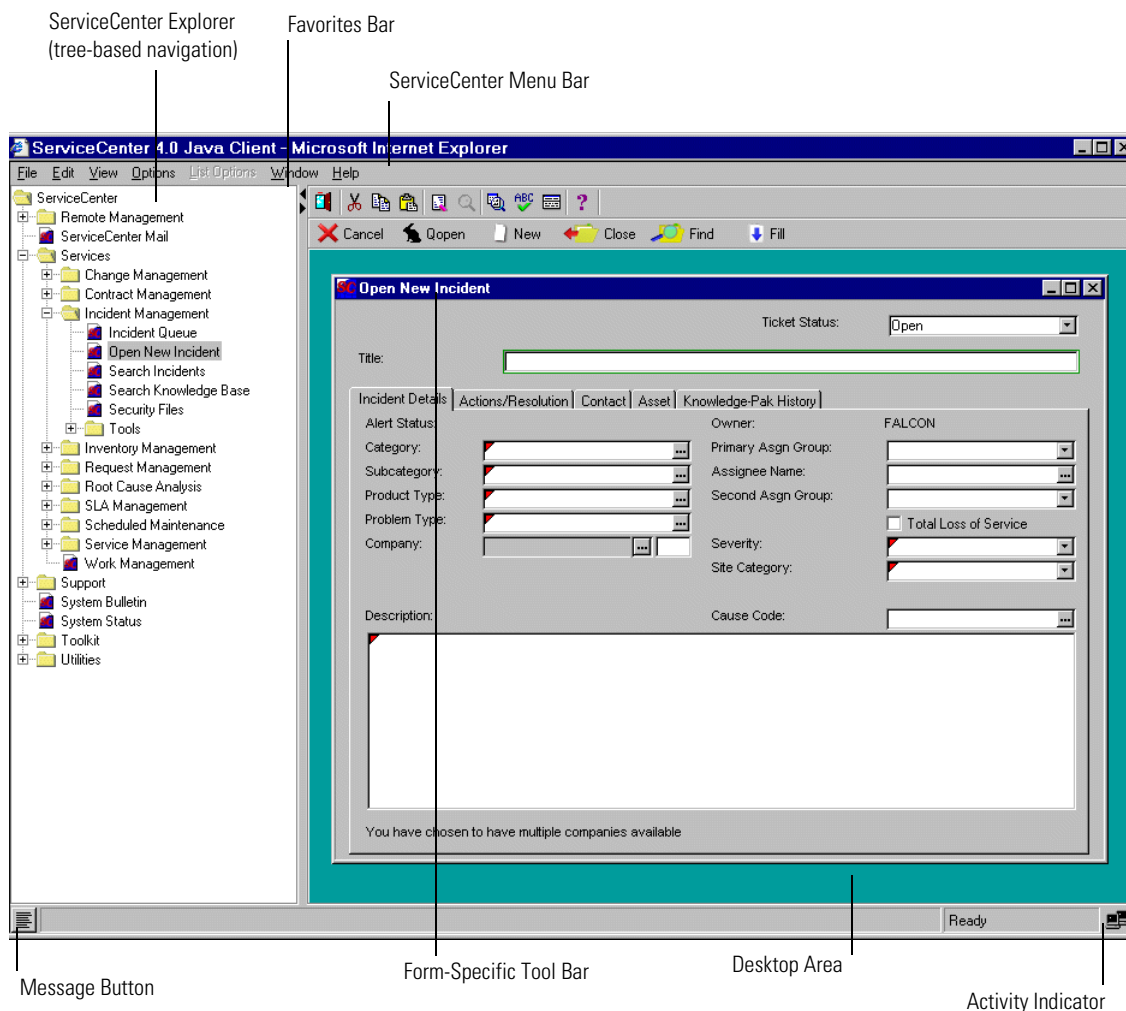 ServiceCenter Explorer
(tree-based navigation)
Favorites Bar
ServiceCenter Menu Bar
ServiceCenter 4.0 Java Client - Microsoft Internet Explorer
File Edit View Options List Options Window Help
ServiceCenter
Remote Management
ServiceCenter Mail
Services
Change Management
Contract Management
Incident Management
Incident Queue
Open New Incident
Search Incidents
Search Knowledge Base
Security Files
Tools
Inventory Management
Request Management
Root Cause Analysis
SLA Management
Scheduled Maintenance
Service Management
Work Management
Support
System Bulletin
System Status
Toolkit
Utilities
ABC ?
Cancel Qopen New Close Find Fill
SC Open New Incident
Ticket Status: Open
Title:
Incident Details Actions/Resolution Contact Asset Knowledge-Pak History
Alert Status: Owner: FALCON
Category: ... Primary Asgn Group:
Subcategory: ... Assignee Name: ...
Product Type: ... Second Asgn Group:
Problem Type: ... Total Loss of Service
Company: ... Severity:
Site Category:
Description: Cause Code: ...
You have chosen to have multiple companies available
Ready
Message Button
Form-Specific Tool Bar
Desktop Area
Activity Indicator